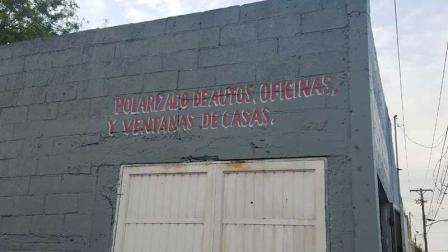 POLARIZADO DE AUTOS, OFICINAS,
Y VENTANAS DE CASAS.